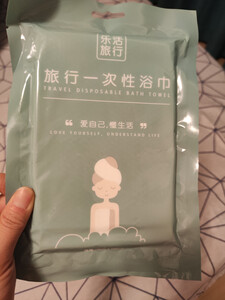 乐活
旅行
旅行一次性浴巾
TRAVEL DISPOSABLE BATH TOWEL
“ 爱自己,懂生活 ”
LOVE YOURSELF, UNDERSTAND LIFE